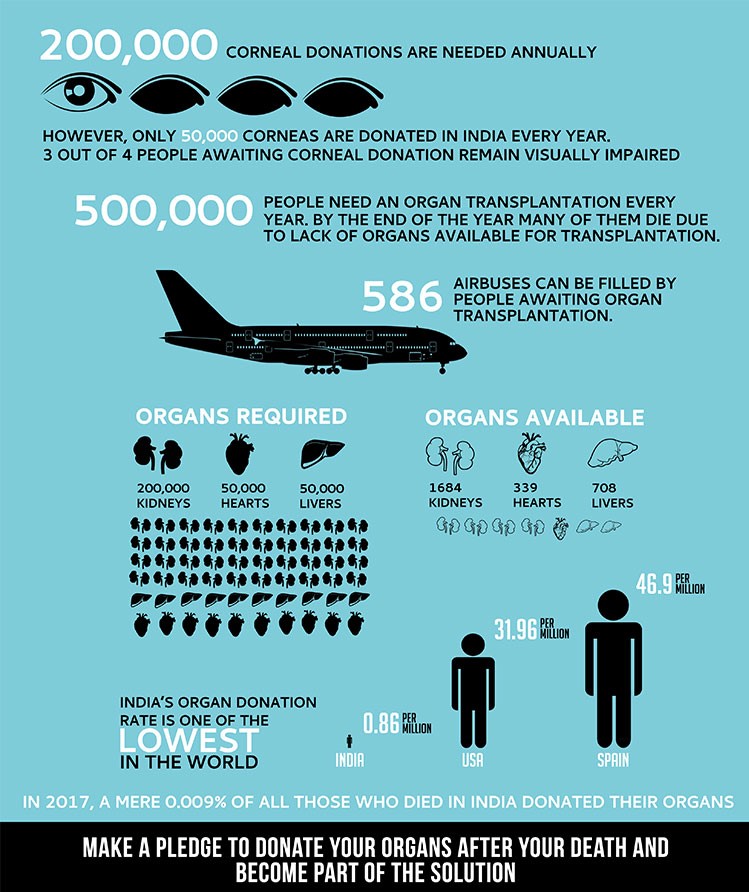 200,000 CORNEAL DONATIONS ARE NEEDED ANNUALLY
HOWEVER, ONLY 50,000 CORNEAS ARE DONATED IN INDIA EVERY YEAR.
3 OUT OF 4 PEOPLE AWAITING CORNEAL DONATION REMAIN VISUALLY IMPAIRED
500,000 PEOPLE NEED AN ORGAN TRANSPLANTATION EVERY
YEAR. BY THE END OF THE YEAR MANY OF THEM DIE DUE
TO LACK OF ORGANS AVAILABLE FOR TRANSPLANTATION.
586 AIRBUSES CAN BE FILLED BY
PEOPLE AWAITING ORGAN
TRANSPLANTATION.
ORGANS REQUIRED
200,000
KIDNEYS
50,000
HEARTS
50,000
LIVERS
ORGANS AVAILABLE
1684
KIDNEYS
339
HEARTS
708
LIVERS
INDIA'S ORGAN DONATION
RATE IS ONE OF THE
LOWEST
IN THE WORLD
0.86 PER
MILLION
INDIA
31.96 PER
MILLION
USA
46.9 PER
MILLION
SPAIN
IN 2017, A MERE 0.009% OF ALL THOSE WHO DIED IN INDIA DONATED THEIR ORGANS
MAKE A PLEDGE TO DONATE YOUR ORGANS AFTER YOUR DEATH AND
BECOME PART OF THE SOLUTION